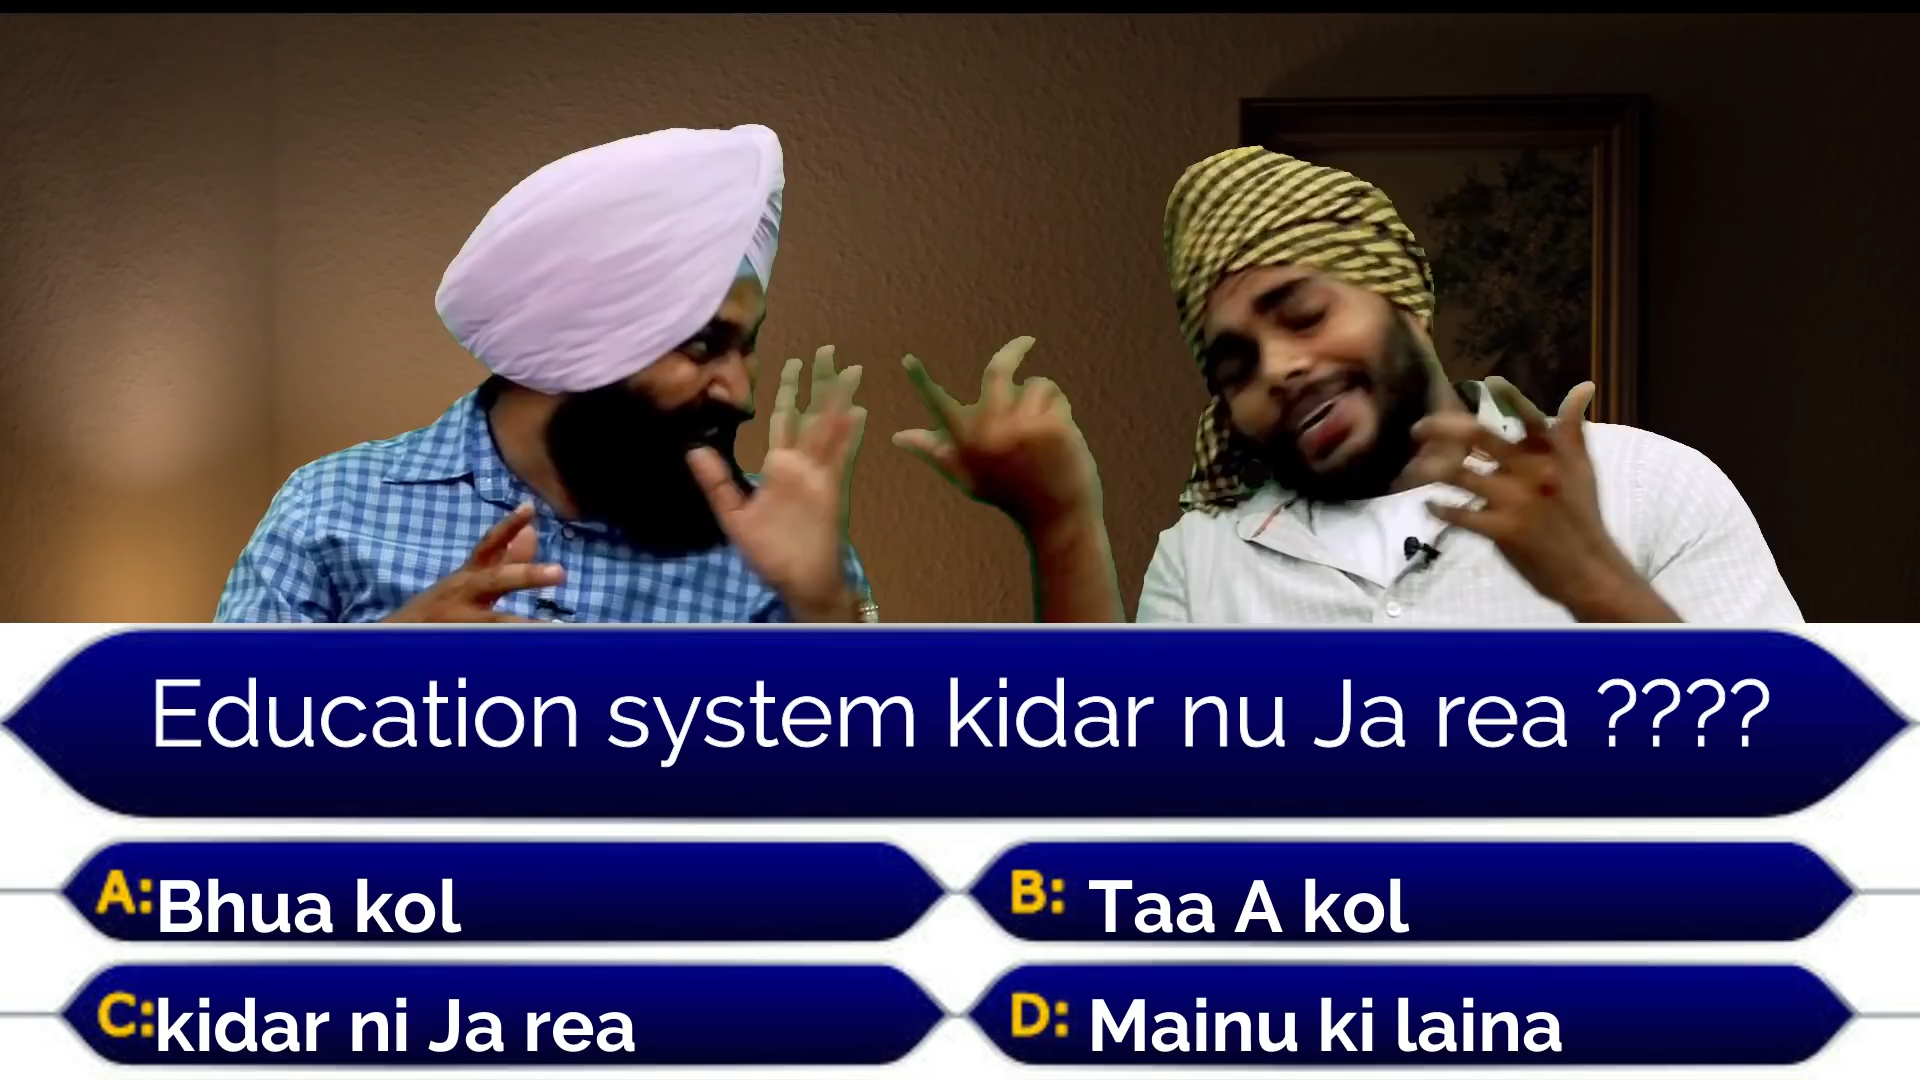 Education system kidar nu Ja rea ????
A: Bhua kol
B: Taa A kol
C: kidar ni Ja rea
D: Mainu ki laina